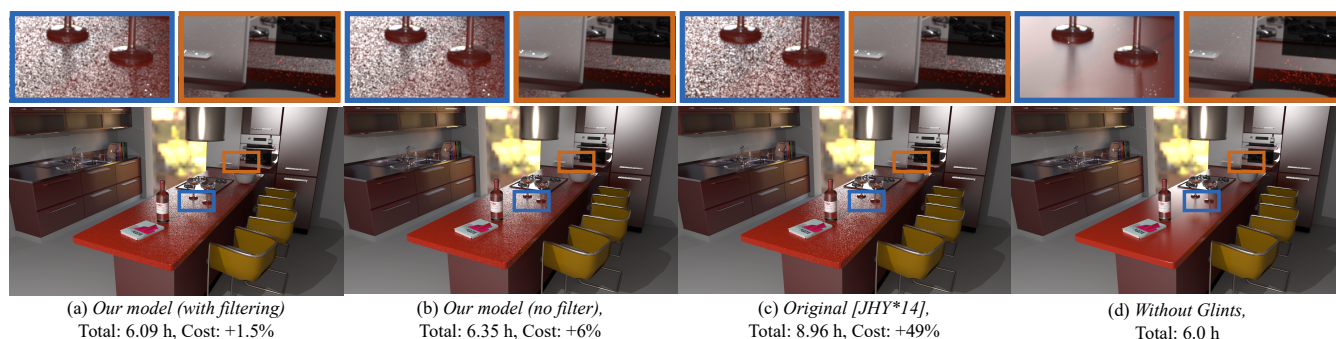 (a) Our model (with filtering)
Total: 6.09 h, Cost: +1.5%
(b) Our model (no filter),
Total: 6.35 h, Cost: +6%
(c) Original [JHY*14],
Total: 8.96 h, Cost: +49%
(d) Without Glints,
Total: 6.0 h